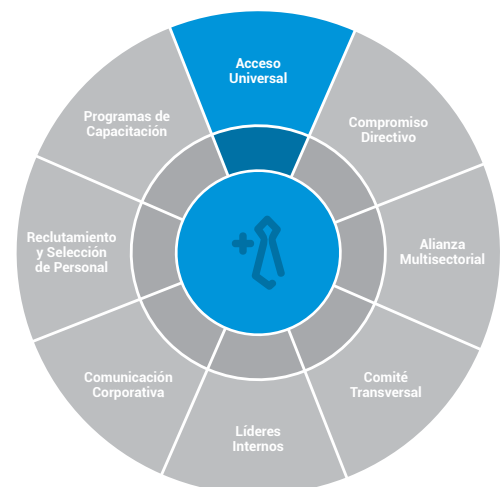 Acceso
Universal
Compromiso
Directivo
Alianza
Multisectorial
Comité
Transversal
Líderes
Internos
Comunicación
Corporativa
Reclutamiento
y Selección
de Personal
Programas de
Capacitación